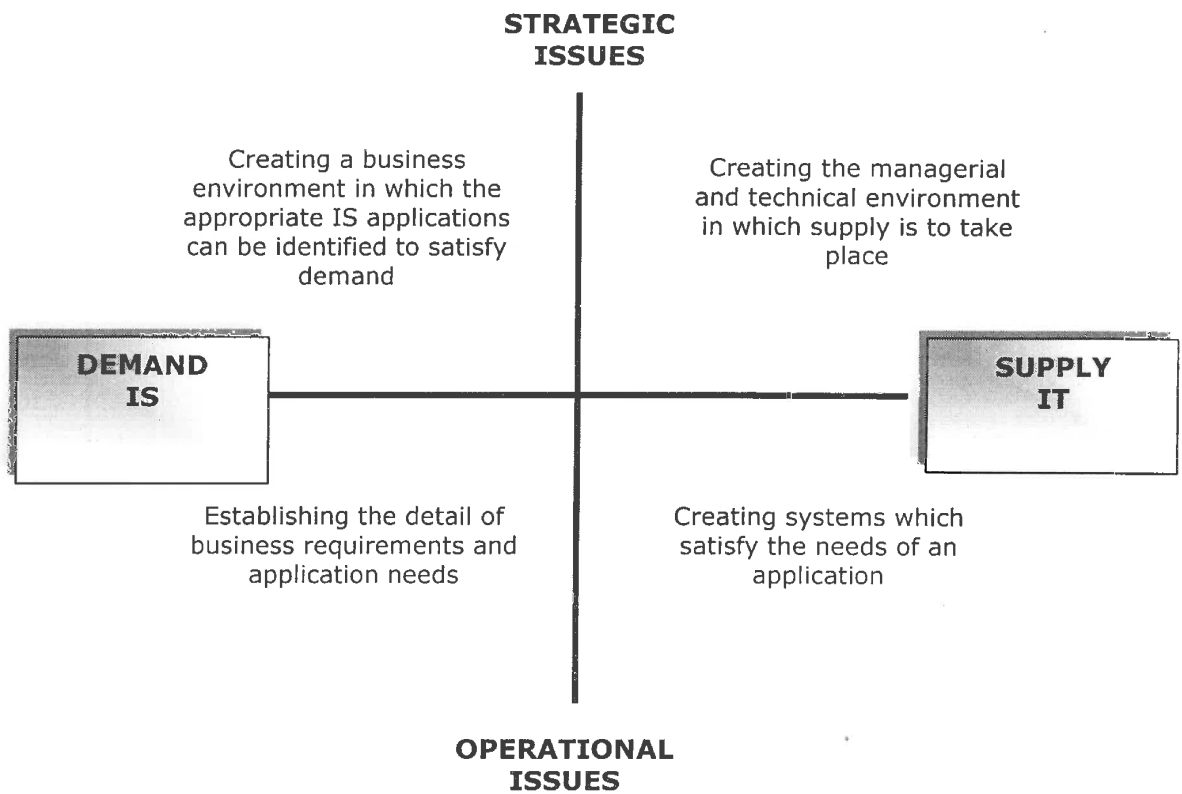 STRATEGIC
ISSUES
Creating a business
environment in which the
appropriate IS applications
can be identified to satisfy
demand
Creating the managerial
and technical environment
in which supply is to take
place
DEMAND
IS
SUPPLY
IT
Establishing the detail of
business requirements and
application needs
Creating systems which
satisfy the needs of an
application
OPERATIONAL
ISSUES